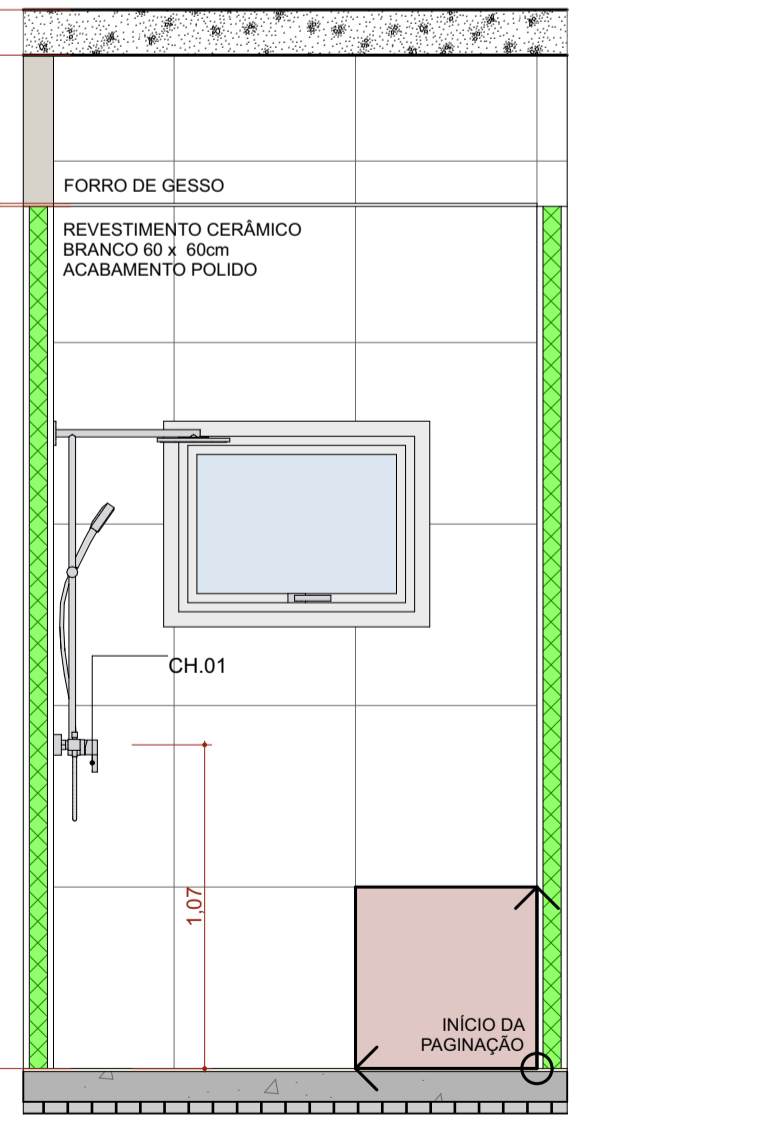 FORRO DE GESSO
REVESTIMENTO CERÂMICO
BRANCO 60 x 60cm
ACABAMENTO POLIDO
CH.01
1,07
INÍCIO DA
PAGINAÇÃO